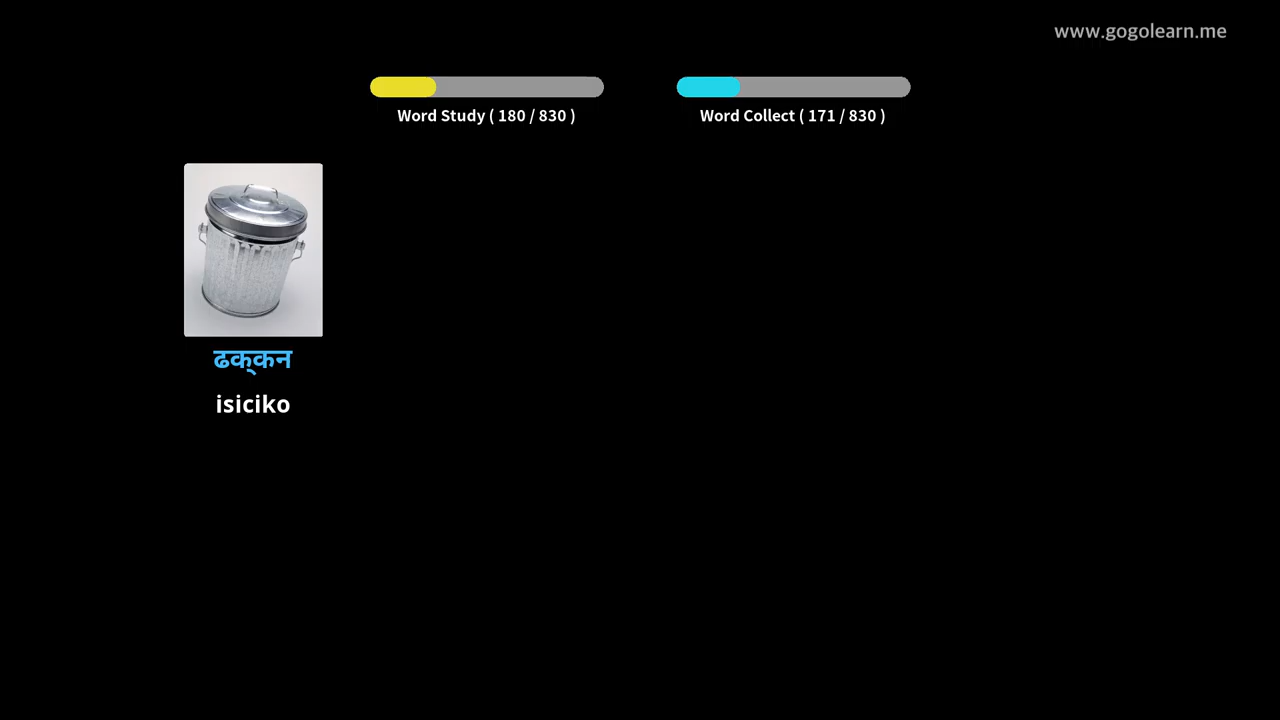 www.gogolearn.me
Word Study ( 180 / 830 )
Word Collect ( 171 / 830 )
ढक्कन
isiciko